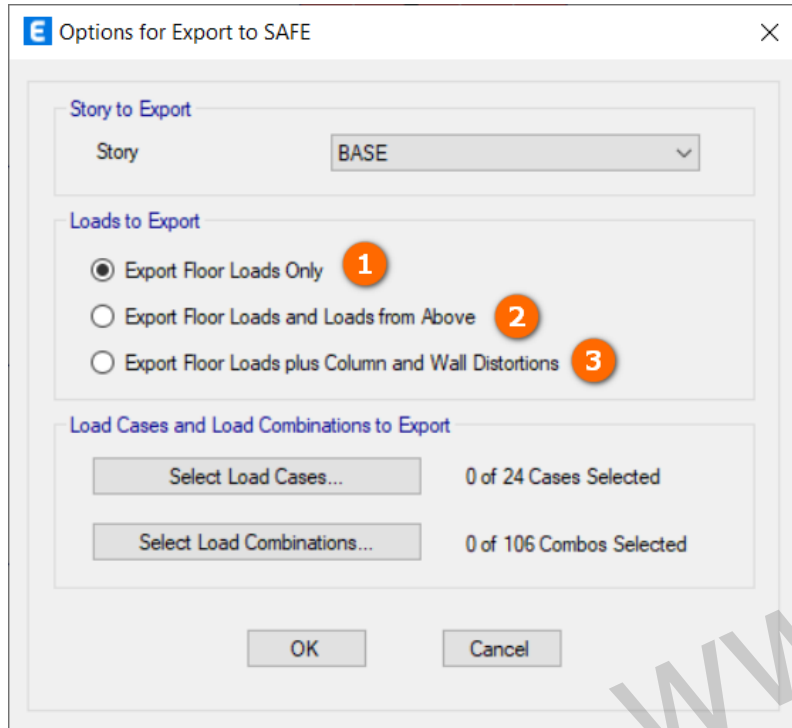 E Options for Export to SAFE
Story to Export
Story BASE
Loads to Export
Export Floor Loads Only 1
Export Floor Loads and Loads from Above 2
Export Floor Loads plus Column and Wall Distortions 3
Load Cases and Load Combinations to Export
Select Load Cases... 0 of 24 Cases Selected
Select Load Combinations... 0 of 106 Combos Selected
OK Cancel